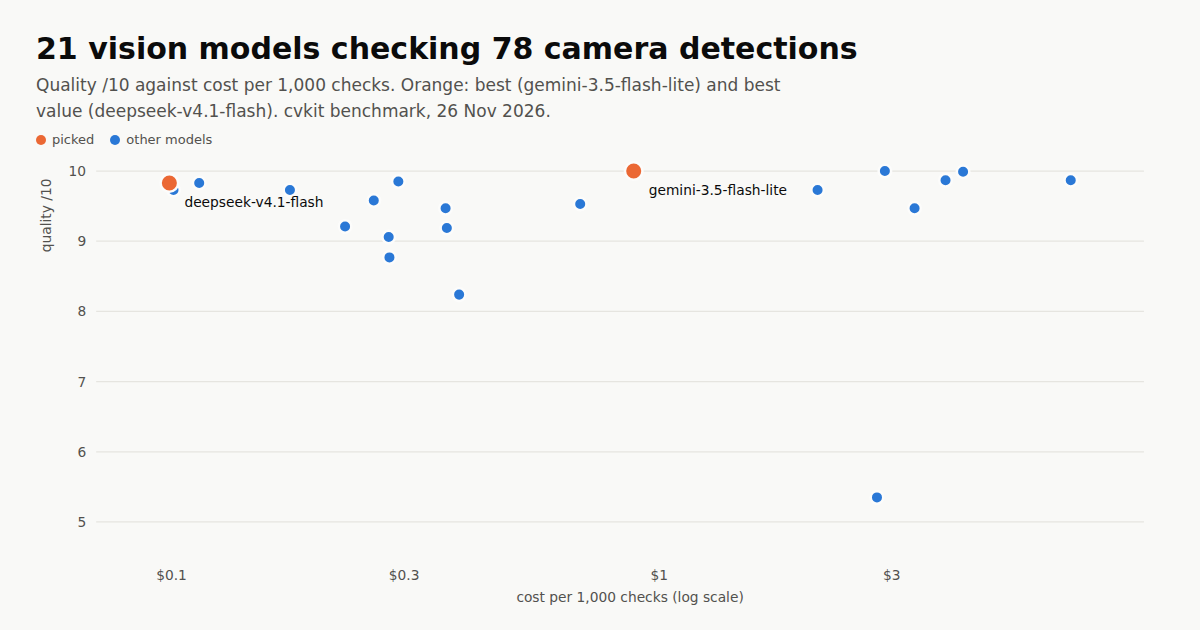 21 vision models checking 78 camera detections
Quality /10 against cost per 1,000 checks. Orange: best (gemini-3.5-flash-lite) and best
value (deepseek-v4.1-flash). cvkit benchmark, 26 Nov 2026.
picked other models
quality /10
10
9
8
7
6
5
deepseek-v4.1-flash
gemini-3.5-flash-lite
$0.1 $0.3 $1 $3
cost per 1,000 checks (log scale)